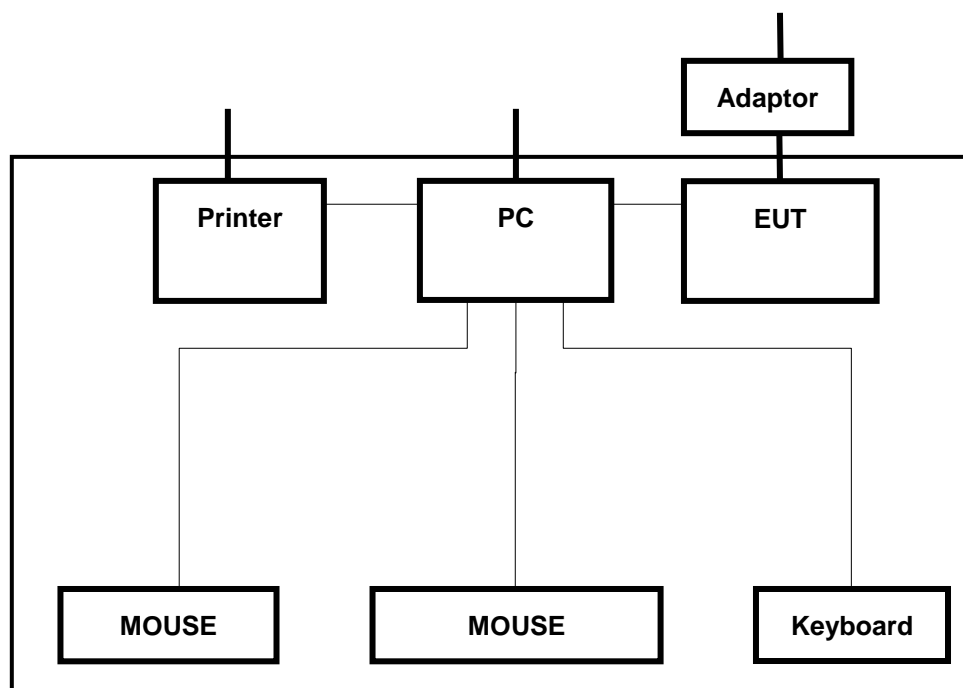 Adaptor
Printer
PC
EUT
MOUSE
MOUSE
Keyboard